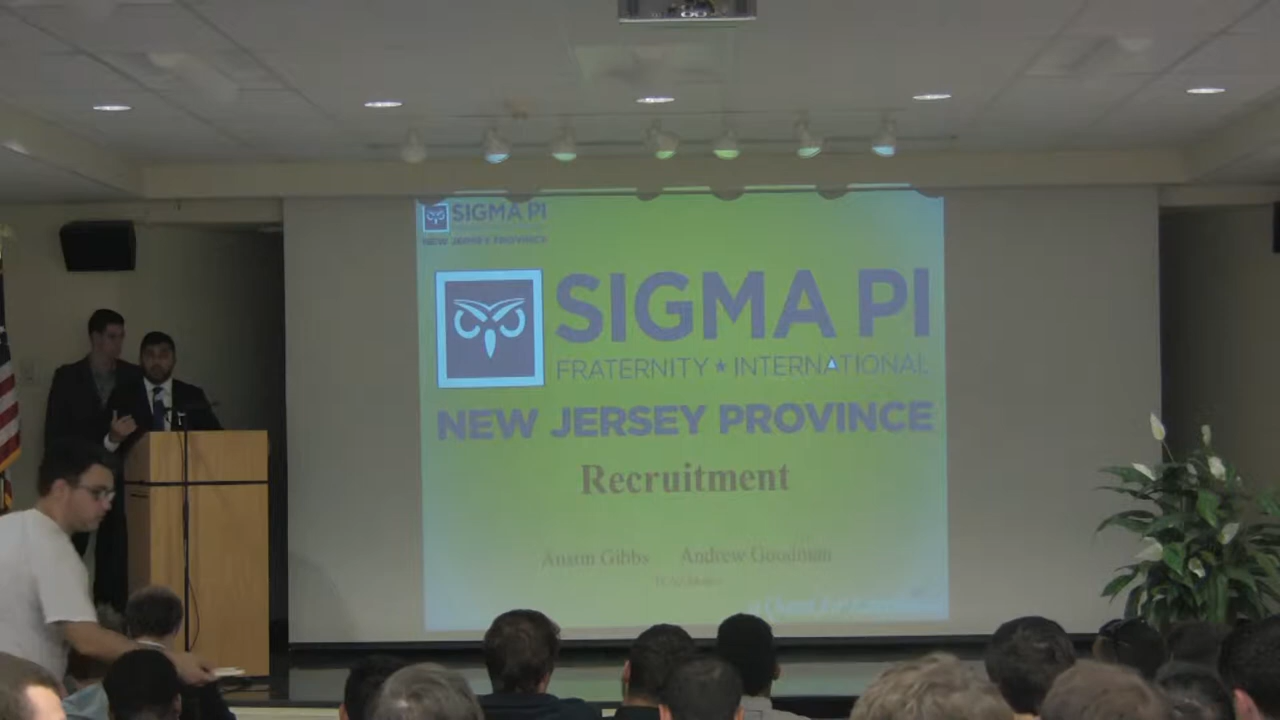 SIGMA PI
NEW JERSEY PROVINCE
SIGMA PI
FRATERNITY ★ INTERNATIONAL
NEW JERSEY PROVINCE
Recruitment
Austin Gibbs Andrew Goodman